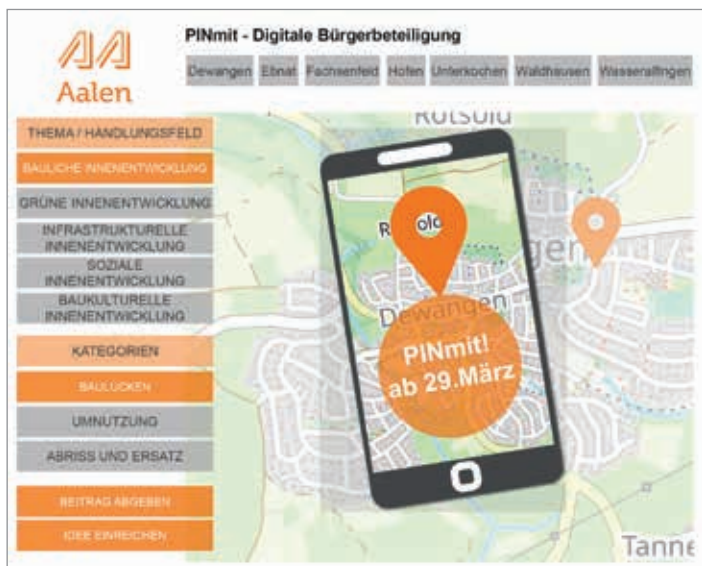 AA
Aalen
PINmit - Digitale Bürgerbeteiligung
Dewangen Ebnat Fachsenfeld Hofen Unterkochen Waldhausen Wasseralfingen
THEMA / HANDLUNGSFELD
BAULICHE INNENENTWICKLUNG
GRÜNE INNENENTWICKLUNG
INFRASTRUKTURELLE
INNENENTWICKLUNG
SOZIALE
INNENENTWICKLUNG
BAUKULTURELLE
INNENENTWICKLUNG
KATEGORIEN
BAULÜCKEN
UMNUTZUNG
ABRISS UND ERSATZ
BEITRAG ABGEBEN
IDEE EINREICHEN
Rotsold
gen
Dewangen
PINmit!
ab 29.März
Tanne